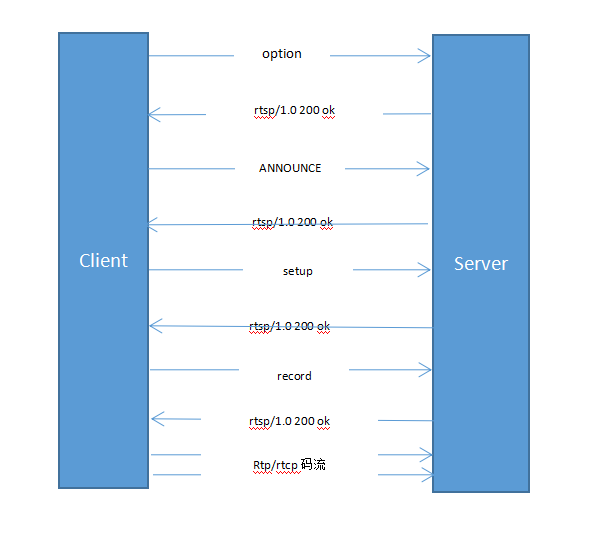 option
rtsp/1.0 200 ok
ANNOUNCE
rtsp/1.0 200 ok
Client
Server
setup
rtsp/1.0 200 ok
record
rtsp/1.0 200 ok
Rtp/rtcp 码流